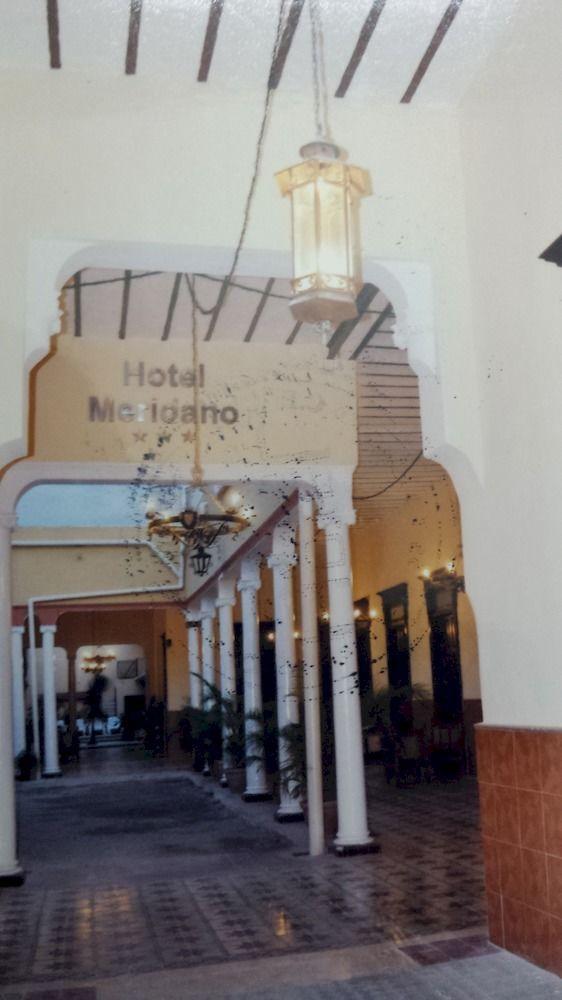 Hotel
Meridano
★ ★ ★